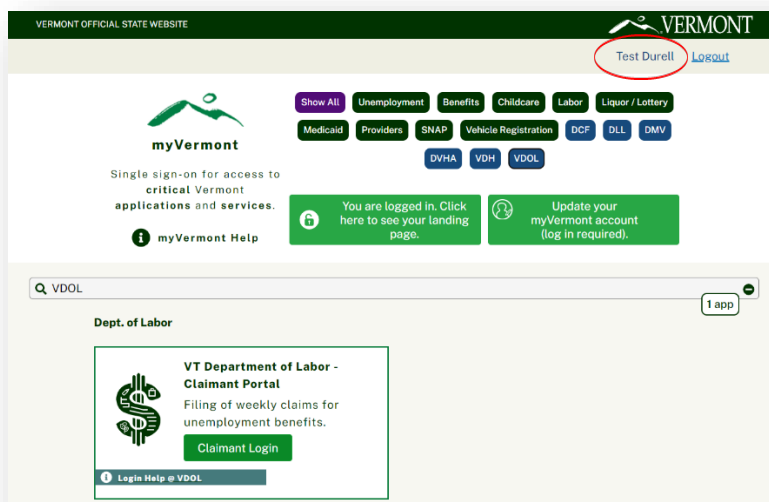 VERMONT OFFICIAL STATE WEBSITE
VERMONT
Test Durell Logout
myVermont
Single sign-on for access to
critical Vermont
applications and services.
myVermont Help
Show All Unemployment Benefits Childcare Labor Liquor / Lottery
Medicaid Providers SNAP Vehicle Registration DCF DLL DMV
DVHA VDH VDOL
You are logged in. Click
here to see your landing
page.
Update your
myVermont account
(log in required).
VDOL
1 app
Dept. of Labor
VT Department of Labor -
Claimant Portal
Filing of weekly claims for
unemployment benefits.
Claimant Login
Login Help @ VDOL